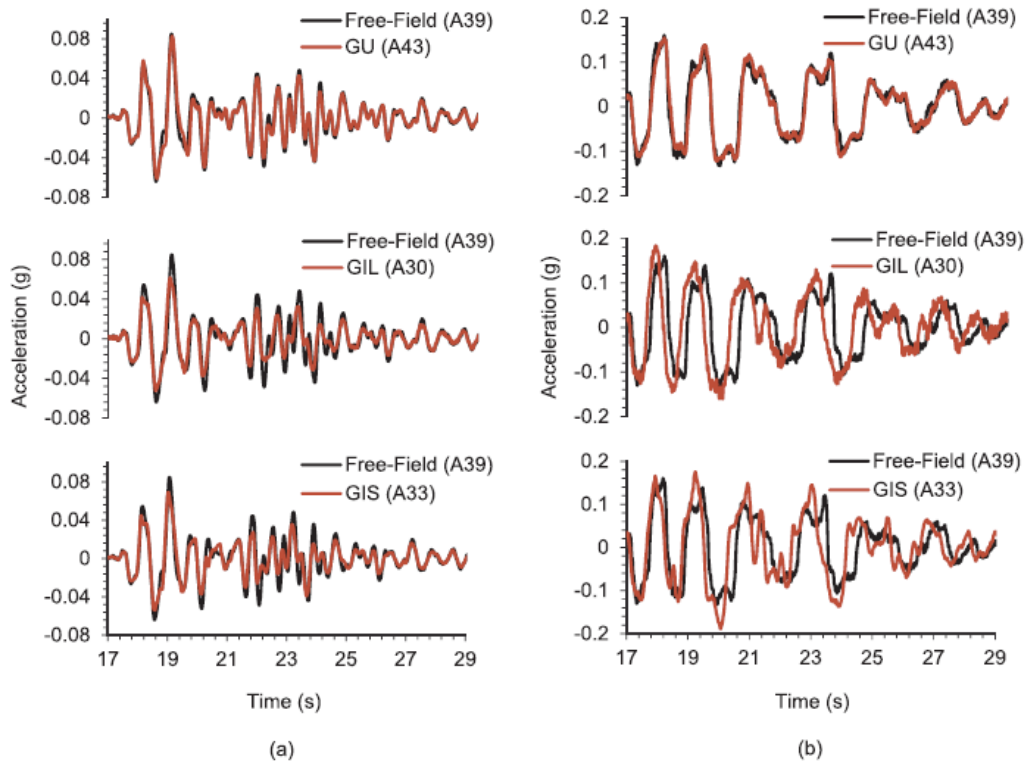 Free-Field (A39)
GU (A43)
0.08
0.04
0
-0.04
-0.08
Free-Field (A39)
GU (A43)
0.2
0.1
0
-0.1
-0.2
Acceleration (g)
Free-Field (A39)
GIL (A30)
0.08
0.04
0
-0.04
-0.08
Acceleration (g)
Free-Field (A39)
GIL (A30)
0.2
0.1
0
-0.1
-0.2
Free-Field (A39)
GIS (A33)
0.08
0.04
0
-0.04
-0.08
17 19 21 23 25 27 29
Time (s)
(a)
Free-Field (A39)
GIS (A33)
0.2
0.1
0
-0.1
-0.2
17 19 21 23 25 27 29
Time (s)
(b)